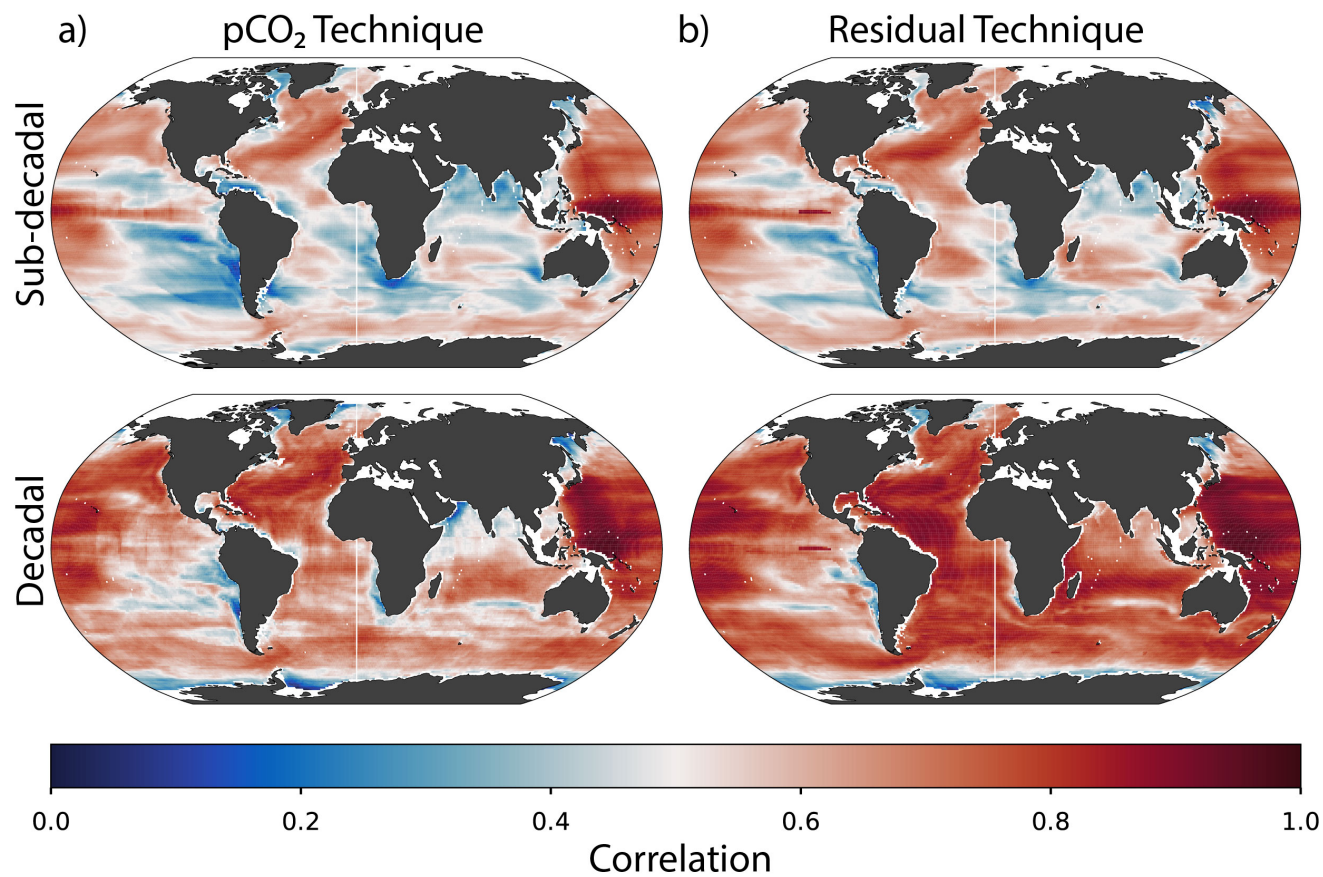 a) pCO₂ Technique
b) Residual Technique
Sub-decadal
Decadal
0.0 0.2 0.4 0.6 0.8 1.0
Correlation